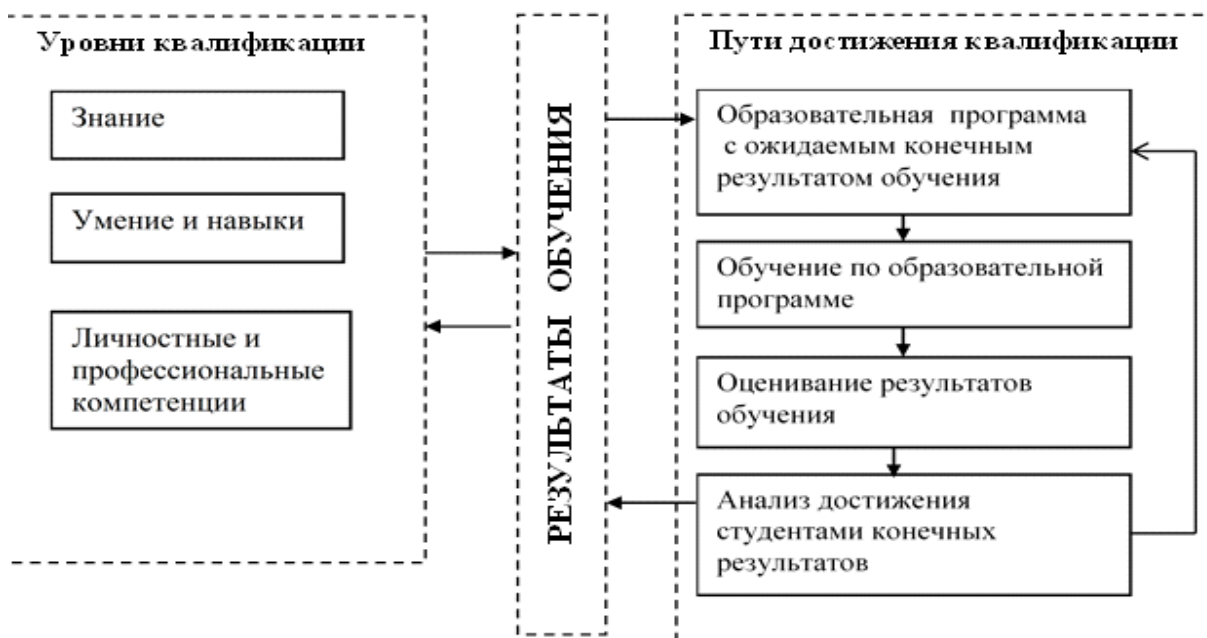 Уровни квалификации
Знание
Умение и навыки
Личностные и
профессиональные
компетенции
РЕЗУЛЬТАТЫ ОБУЧЕНИЯ
Пути достижения квалификации
Образовательная программа
с ожидаемым конечным
результатом обучения
Обучение по образовательной
программе
Оценивание результатов
обучения
Анализ достижения
студентами конечных
результатов